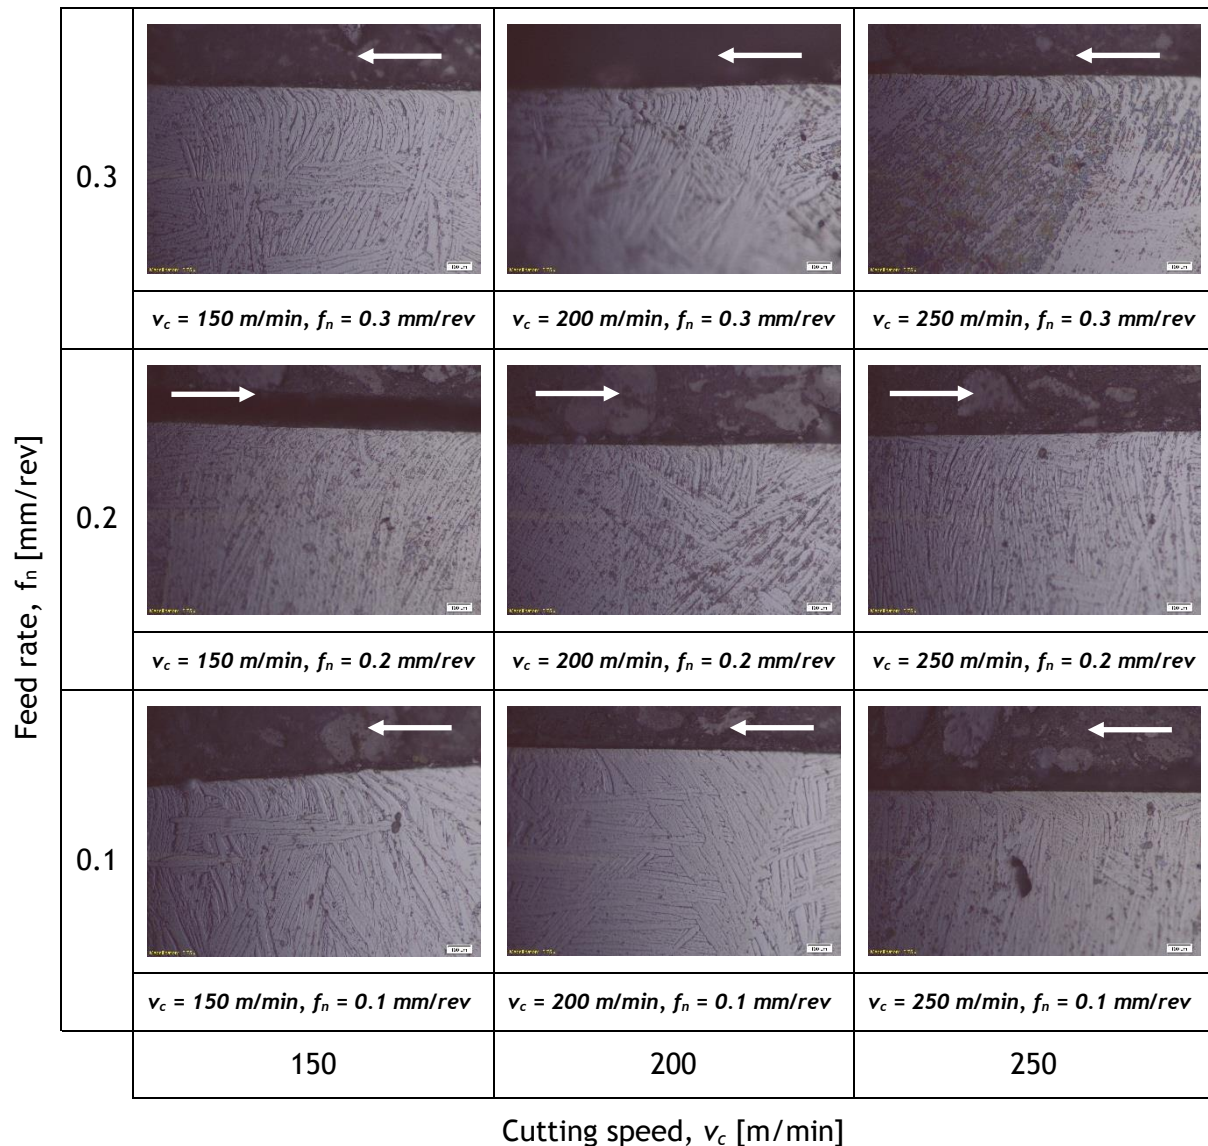 0.3
v_c = 150 m/min, f_n = 0.3 mm/rev
v_c = 200 m/min, f_n = 0.3 mm/rev
v_c = 250 m/min, f_n = 0.3 mm/rev
Feed rate, fₙ [mm/rev]
0.2
v_c = 150 m/min, f_n = 0.2 mm/rev
v_c = 200 m/min, f_n = 0.2 mm/rev
v_c = 250 m/min, f_n = 0.2 mm/rev
0.1
v_c = 150 m/min, f_n = 0.1 mm/rev
v_c = 200 m/min, f_n = 0.1 mm/rev
v_c = 250 m/min, f_n = 0.1 mm/rev
150
200
250
Cutting speed, v_c [m/min]